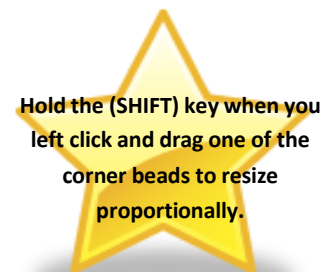 Hold the (SHIFT) key when you
left click and drag one of the
corner beads to resize
proportionally.